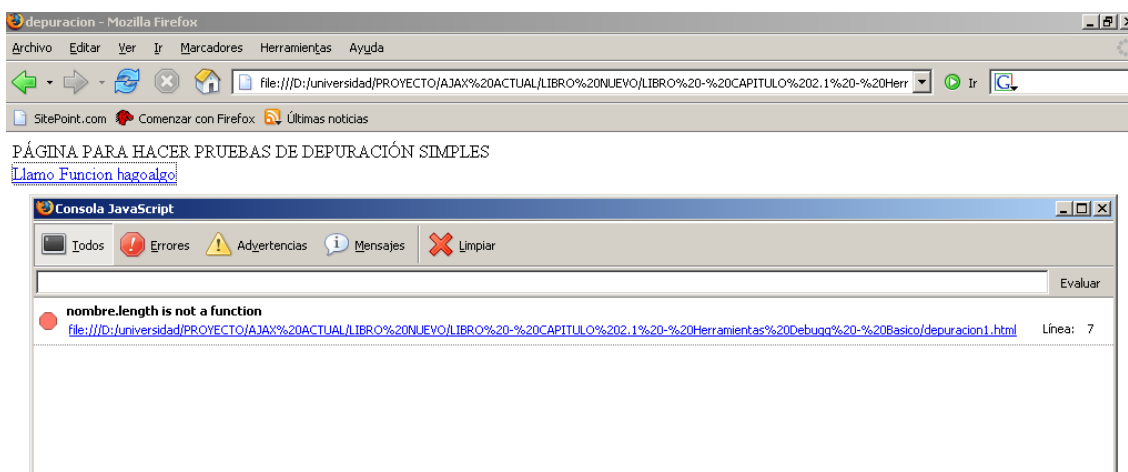 depuracion - Mozilla Firefox
Archivo Editar Ver Ir Marcadores Herramientas Ayuda
file:///D:/universidad/PROYECTO/AJAX%20ACTUAL/LIBRO%20NUEVO/LIBRO%20-%20CAPITULO%202.1%20-%20Herr Ir G
SitePoint.com Comenzar con Firefox Últimas noticias
PÁGINA PARA HACER PRUEBAS DE DEPURACIÓN SIMPLES
Llamo Funcion hagoalgo
Consola JavaScript
Todos Errores Advertencias Mensajes Limpiar
Evaluar
nombre.length is not a function
file:///D:/universidad/PROYECTO/AJAX%20ACTUAL/LIBRO%20NUEVO/LIBRO%20-%20CAPITULO%202.1%20-%20Herramientas%20Debugg%20-%20Basico/depuracion1.html Línea: 7